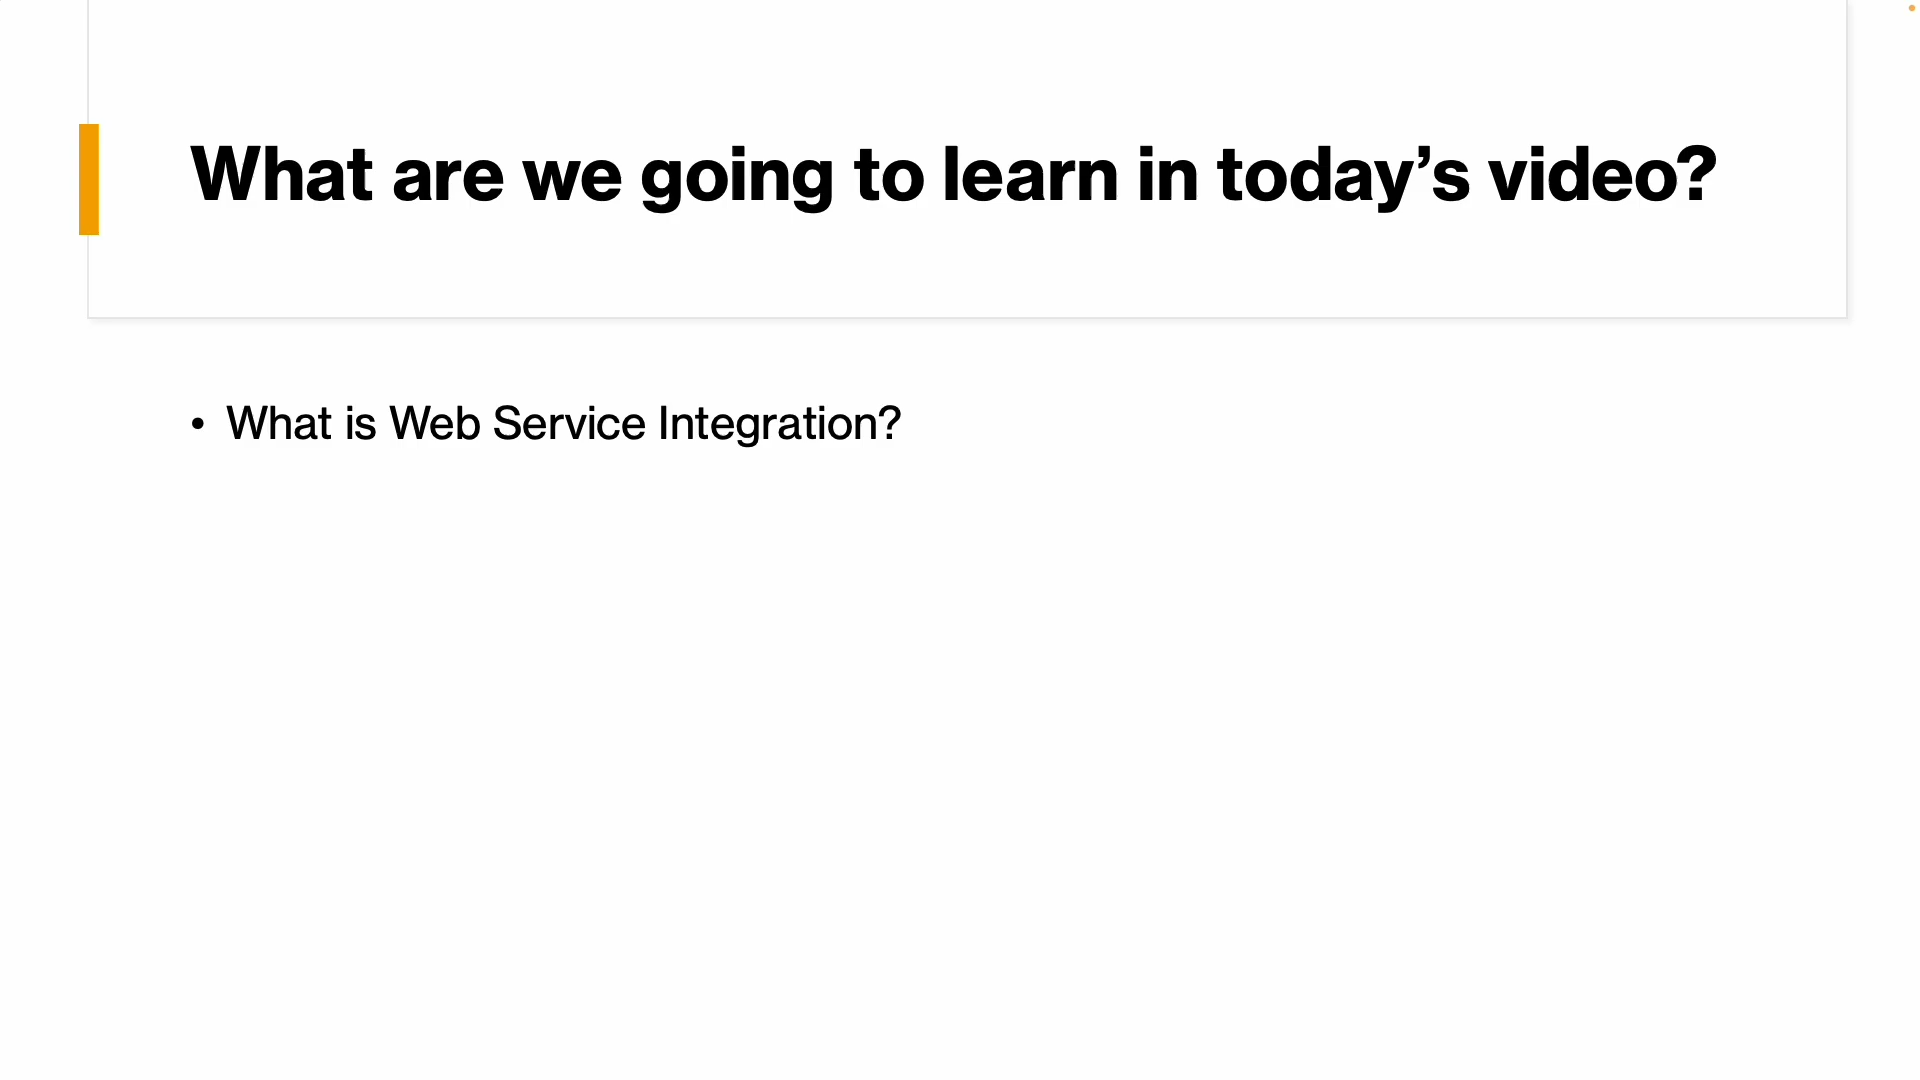 What are we going to learn in today’s video?
• What is Web Service Integration?